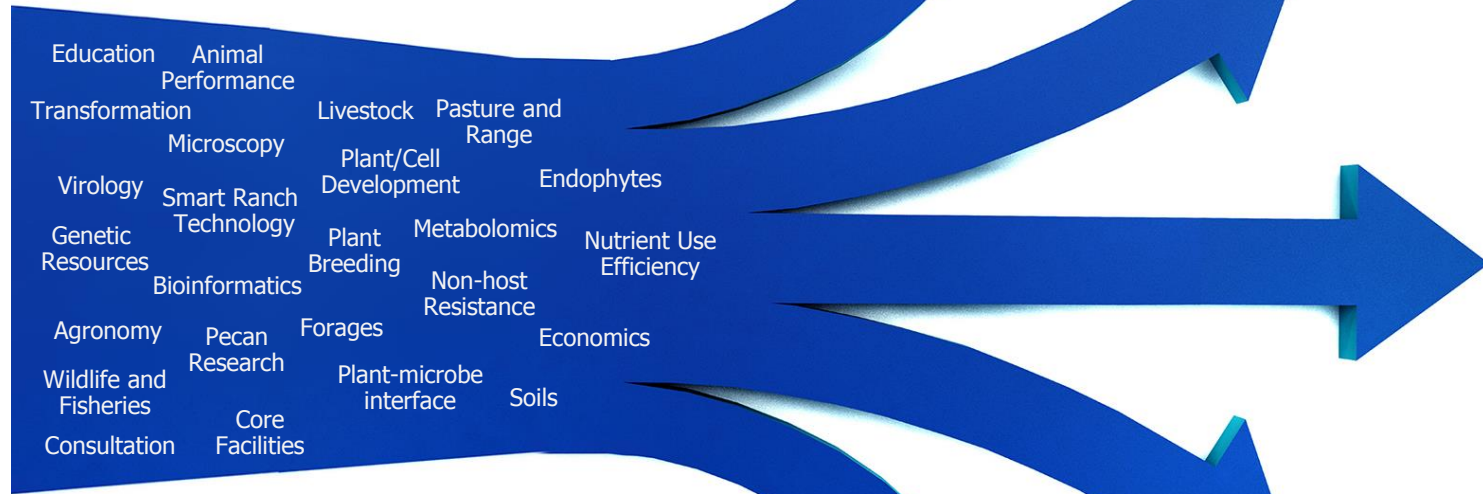 Education
Animal
Performance
Transformation
Livestock
Pasture and
Range
Microscopy
Plant/Cell
Development
Virology
Smart Ranch
Technology
Endophytes
Genetic
Resources
Plant
Breeding
Metabolomics
Nutrient Use
Efficiency
Bioinformatics
Non-host
Resistance
Agronomy
Pecan
Research
Forages
Economics
Wildlife and
Fisheries
Plant-microbe
interface
Soils
Consultation
Core
Facilities